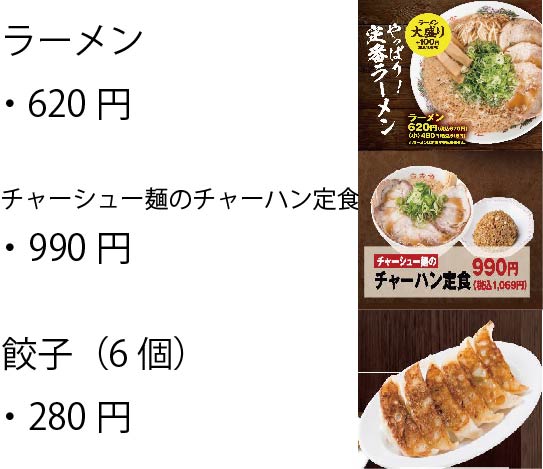 ラーメン
・620 円
ラーメン
大盛り
+100円
やっぱり！
定番ラーメン
ラーメン
620円
チャーシュー麺のチャーハン定食
・990 円
チャーシュー麺の
990円
チャーハン定食
(税込1,069円)
餃子（6 個）
・280 円